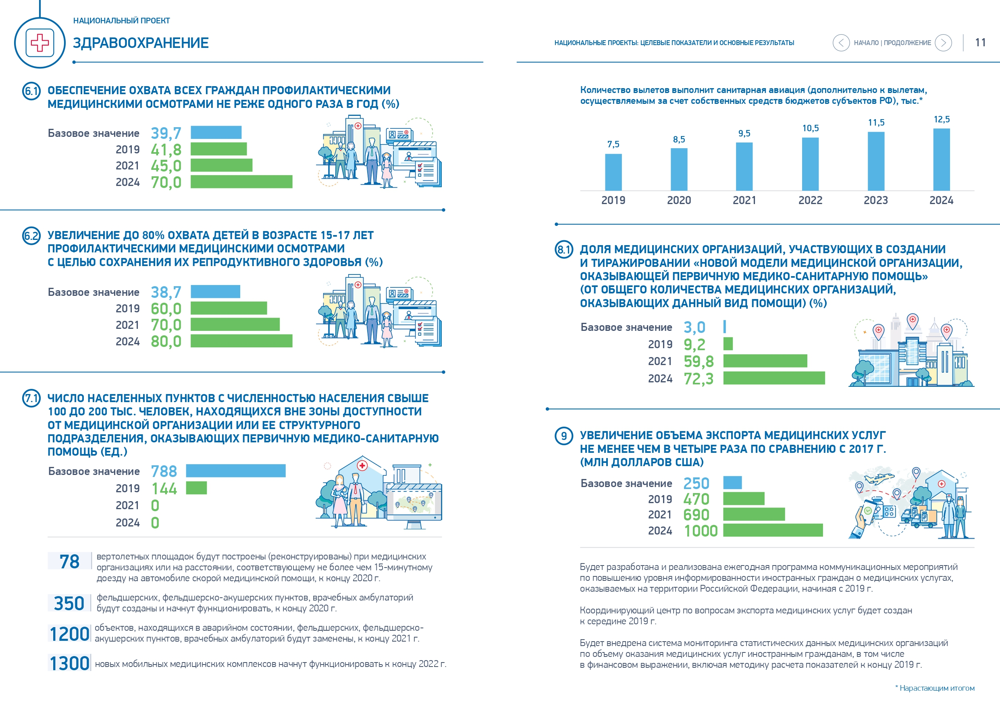 НАЦИОНАЛЬНЫЙ ПРОЕКТ
ЗДРАВООХРАНЕНИЕ
6.1 ОБЕСПЕЧЕНИЕ ОХВАТА ВСЕХ ГРАЖДАН ПРОФИЛАКТИЧЕСКИМИ
МЕДИЦИНСКИМИ ОСМОТРАМИ НЕ РЕЖЕ ОДНОГО РАЗА В ГОД (%)
Базовое значение 39,7
2019 41,8
2021 45,0
2024 70,0
6.2 УВЕЛИЧЕНИЕ ДО 80% ОХВАТА ДЕТЕЙ В ВОЗРАСТЕ 15-17 ЛЕТ
ПРОФИЛАКТИЧЕСКИМИ МЕДИЦИНСКИМИ ОСМОТРАМИ
С ЦЕЛЬЮ СОХРАНЕНИЯ ИХ РЕПРОДУКТИВНОГО ЗДОРОВЬЯ (%)
Базовое значение 38,7
2019 60,0
2021 70,0
2024 80,0
7.1 ЧИСЛО НАСЕЛЕННЫХ ПУНКТОВ С ЧИСЛЕННОСТЬЮ НАСЕЛЕНИЯ СВЫШЕ
100 ДО 200 ТЫС. ЧЕЛОВЕК, НАХОДЯЩИХСЯ ВНЕ ЗОНЫ ДОСТУПНОСТИ
ОТ МЕДИЦИНСКОЙ ОРГАНИЗАЦИИ ИЛИ ЕЕ СТРУКТУРНОГО
ПОДРАЗДЕЛЕНИЯ, ОКАЗЫВАЮЩИХ ПЕРВИЧНУЮ МЕДИКО-САНИТАРНУЮ
ПОМОЩЬ (ЕД.)
Базовое значение 788
2019 144
2021 0
2024 0
78 вертолетных площадок будут построены (реконструированы) при медицинских
организациях или на расстоянии, соответствующему не более чем 15-минутному
доезду на автомобиле скорой медицинской помощи, к концу 2020 г.
350 фельдшерских, фельдшерско-акушерских пунктов, врачебных амбулаторий
будут созданы и начнут функционировать, к концу 2020 г.
1200 объектов, находящихся в аварийном состоянии, фельдшерских, фельдшерско-
акушерских пунктов, врачебных амбулаторий будут заменены, к концу 2021 г.
1300 новых мобильных медицинских комплексов начнут функционировать к концу 2022 г.
НАЦИОНАЛЬНЫЕ ПРОЕКТЫ: ЦЕЛЕВЫЕ ПОКАЗАТЕЛИ И ОСНОВНЫЕ РЕЗУЛЬТАТЫ
НАЧАЛО | ПРОДОЛЖЕНИЕ
11
Количество вылетов выполнит санитарная авиация (дополнительно к вылетам,
осуществляемым за счет собственных средств бюджетов субъектов РФ), тыс.*
7,5 8,5 9,5 10,5 11,5 12,5
2019 2020 2021 2022 2023 2024
8.1 ДОЛЯ МЕДИЦИНСКИХ ОРГАНИЗАЦИЙ, УЧАСТВУЮЩИХ В СОЗДАНИИ
И ТИРАЖИРОВАНИИ «НОВОЙ МОДЕЛИ МЕДИЦИНСКОЙ ОРГАНИЗАЦИИ,
ОКАЗЫВАЮЩЕЙ ПЕРВИЧНУЮ МЕДИКО-САНИТАРНУЮ ПОМОЩЬ»
(ОТ ОБЩЕГО КОЛИЧЕСТВА МЕДИЦИНСКИХ ОРГАНИЗАЦИЙ,
ОКАЗЫВАЮЩИХ ДАННЫЙ ВИД ПОМОЩИ) (%)
Базовое значение 3,0
2019 9,2
2021 59,8
2024 72,3
9 УВЕЛИЧЕНИЕ ОБЪЕМА ЭКСПОРТА МЕДИЦИНСКИХ УСЛУГ
НЕ МЕНЕЕ ЧЕМ В ЧЕТЫРЕ РАЗА ПО СРАВНЕНИЮ С 2017 Г.
(МЛН ДОЛЛАРОВ США)
Базовое значение 250
2019 470
2021 690
2024 1000
Будет разработана и реализована ежегодная программа коммуникационных мероприятий
по повышению уровня информированности иностранных граждан о медицинских услугах,
оказываемых на территории Российской Федерации, начиная с 2019 г.
Координирующий центр по вопросам экспорта медицинских услуг будет создан
к середине 2019 г.
Будет внедрена система мониторинга статистических данных медицинских организаций
по объему оказания медицинских услуг иностранным гражданам, в том числе
в финансовом выражении, включая методику расчета показателей к концу 2019 г.
* Нарастающим итогом